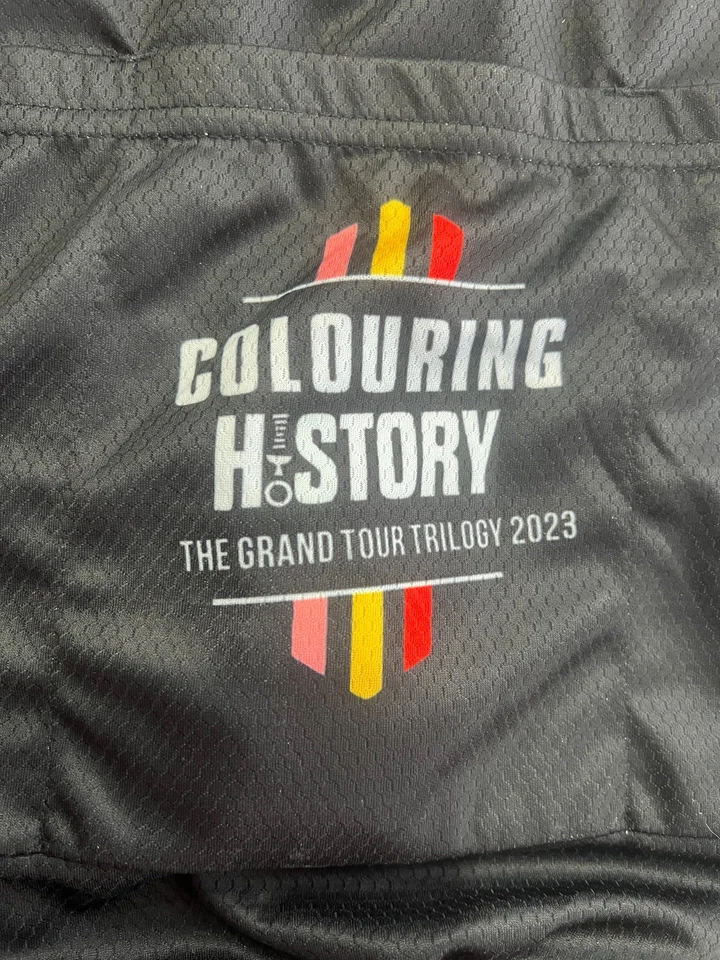 COLOURING
HISTORY
THE GRAND TOUR TRILOGY 2023